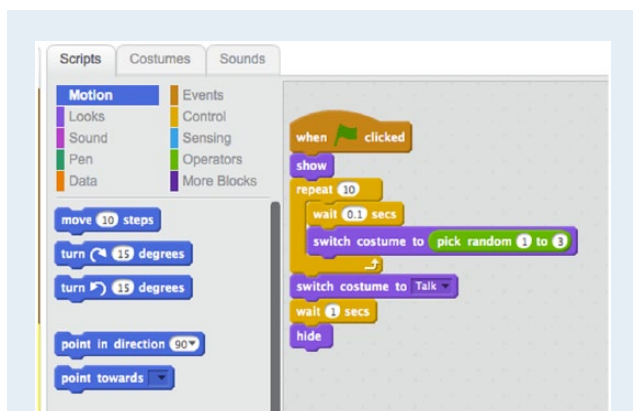 Scripts Costumes Sounds
Motion Events
Looks Control
Sound Sensing
Pen Operators
Data More Blocks
move 10 steps
turn 15 degrees
turn 15 degrees
point in direction 90
point towards
when clicked
show
repeat 10
wait 0.1 secs
switch costume to pick random 1 to 3
switch costume to Talk
wait 1 secs
hide